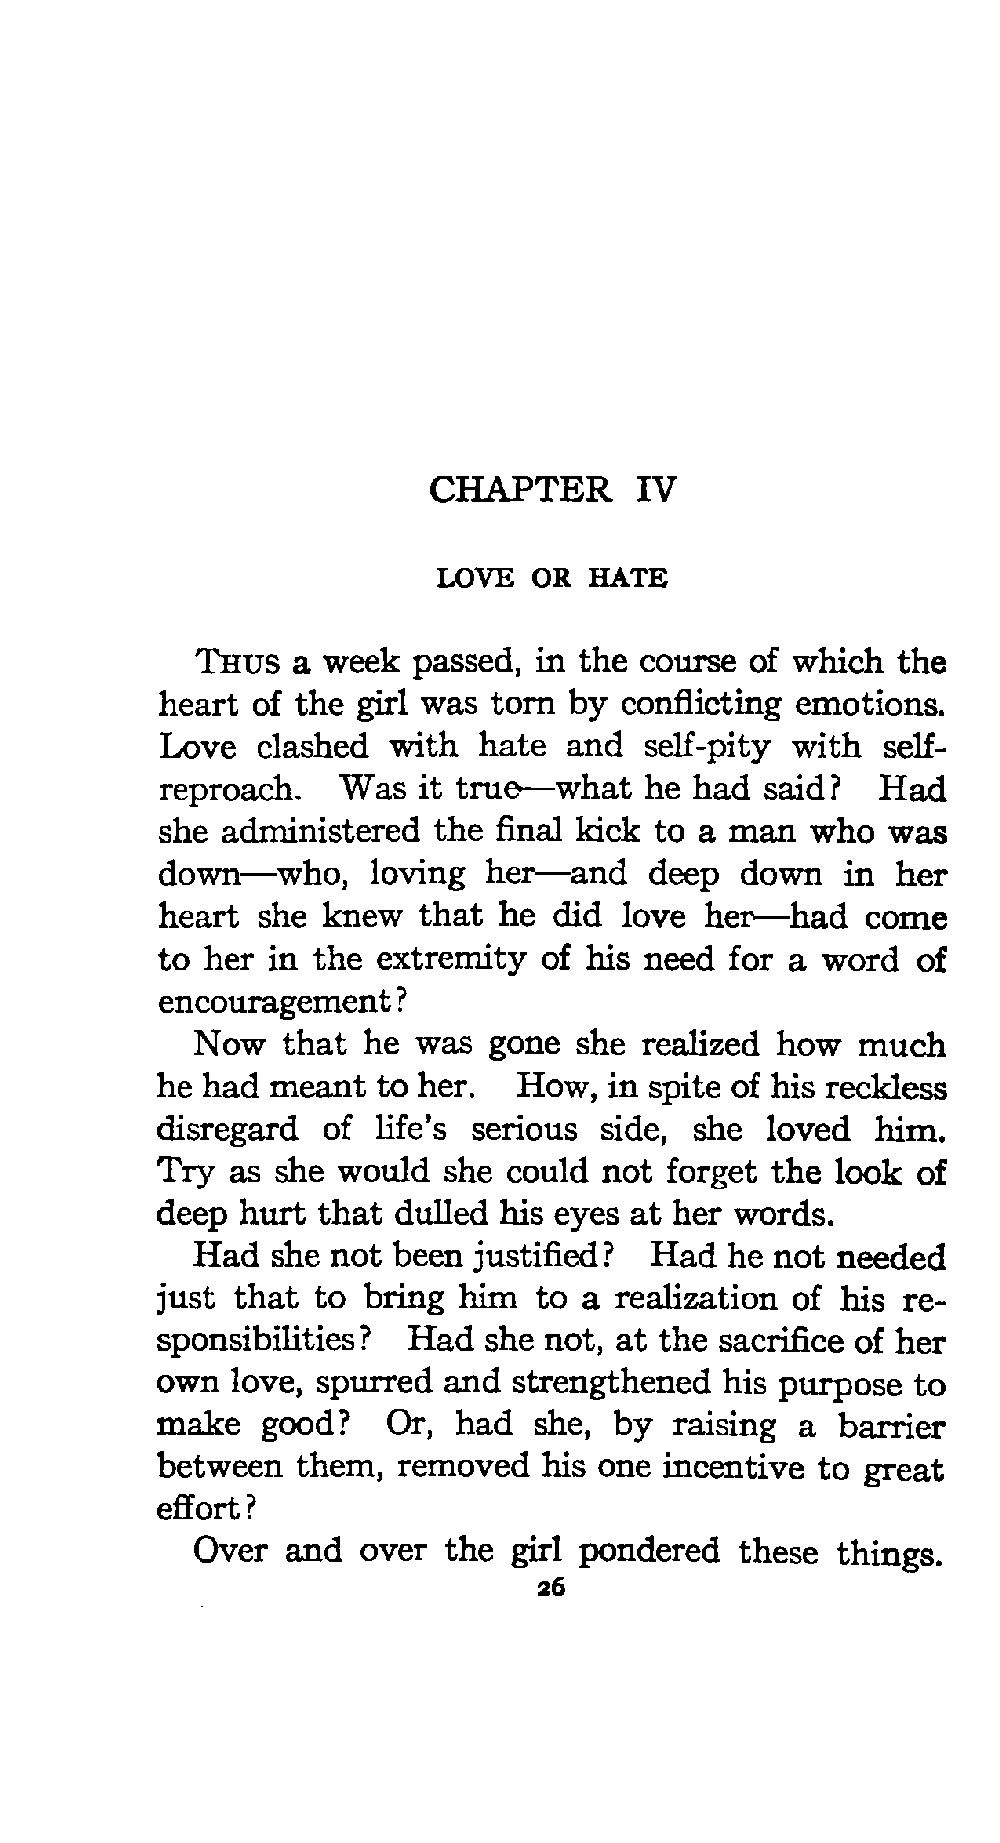 CHAPTER IV
LOVE OR HATE
THUS a week passed, in the course of which the
heart of the girl was torn by conflicting emotions.
Love clashed with hate and self-pity with self-
reproach. Was it true—what he had said? Had
she administered the final kick to a man who was
down—who, loving her—and deep down in her
heart she knew that he did love her—had come
to her in the extremity of his need for a word of
encouragement?
Now that he was gone she realized how much
he had meant to her. How, in spite of his reckless
disregard of life's serious side, she loved him.
Try as she would she could not forget the look of
deep hurt that dulled his eyes at her words.
Had she not been justified? Had he not needed
just that to bring him to a realization of his re-
sponsibilities? Had she not, at the sacrifice of her
own love, spurred and strengthened his purpose to
make good? Or, had she, by raising a barrier
between them, removed his one incentive to great
effort?
Over and over the girl pondered these things.
26